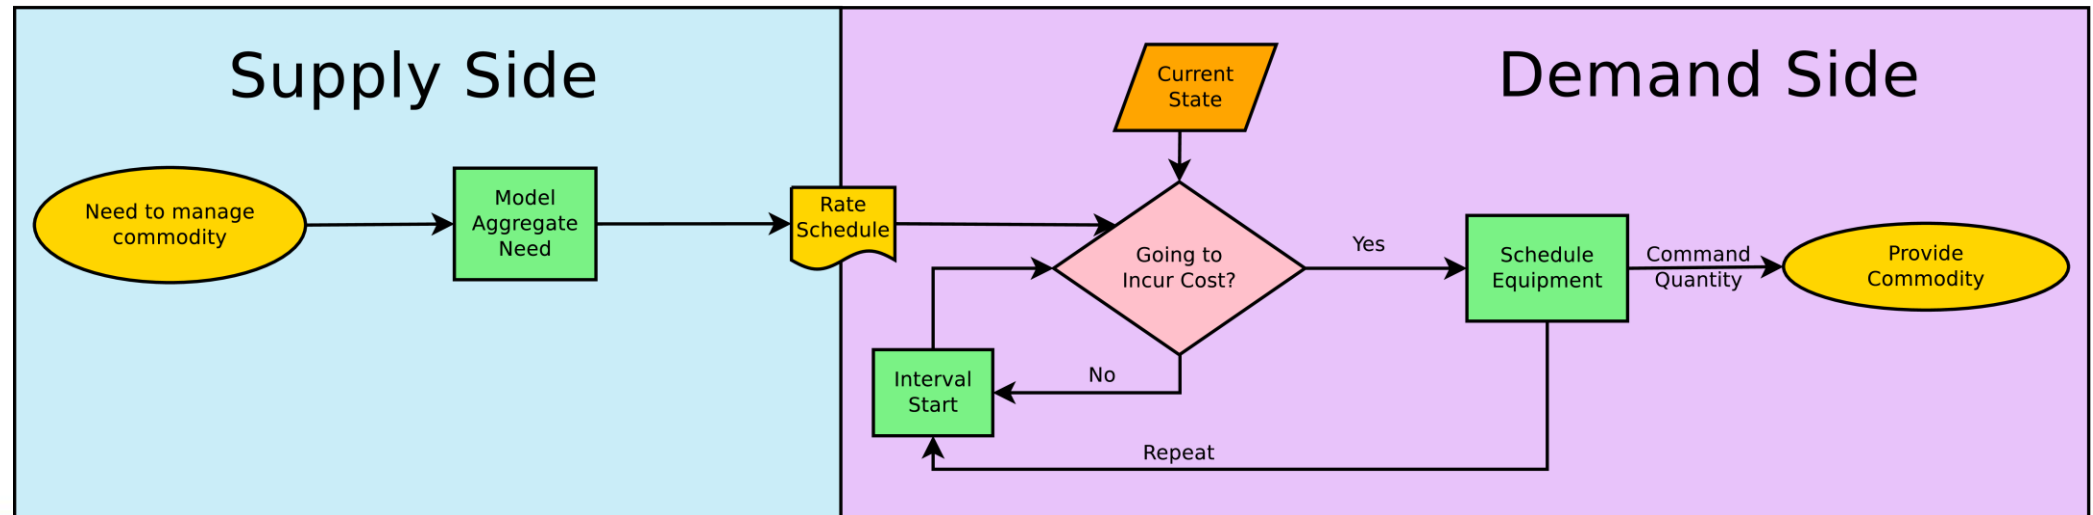 Supply Side
Demand Side
Current
State
Need to manage
commodity
Model
Aggregate
Need
Rate
Schedule
Going to
Incur Cost?
Yes
Schedule
Equipment
Command
Quantity
Provide
Commodity
Interval
Start
No
Repeat